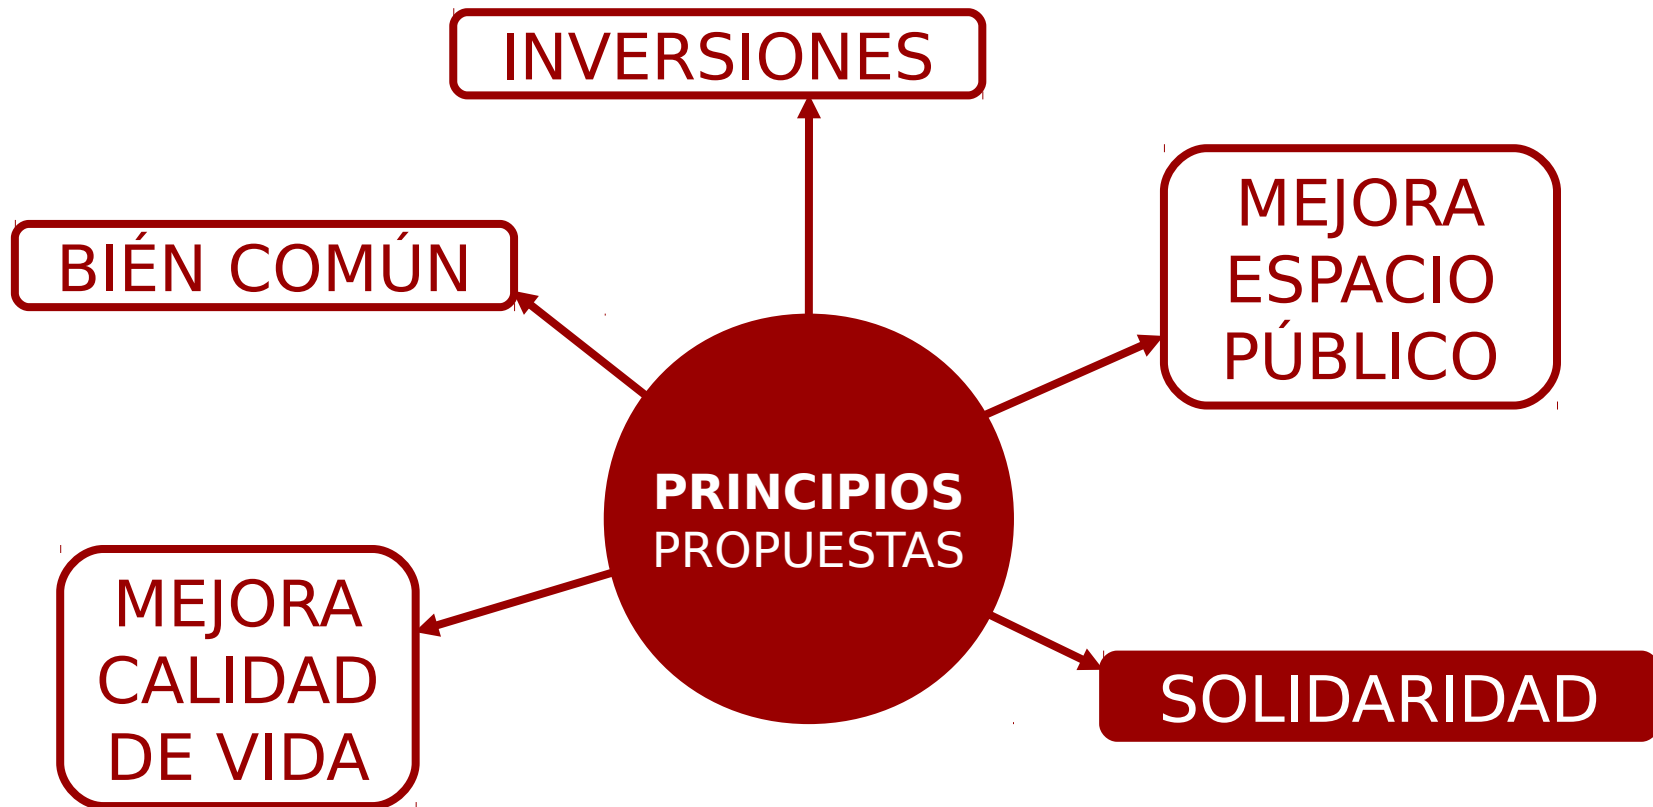 INVERSIONES
BIÉN COMÚN
MEJORA
ESPACIO
PÚBLICO
PRINCIPIOS
PROPUESTAS
MEJORA
CALIDAD
DE VIDA
SOLIDARIDAD